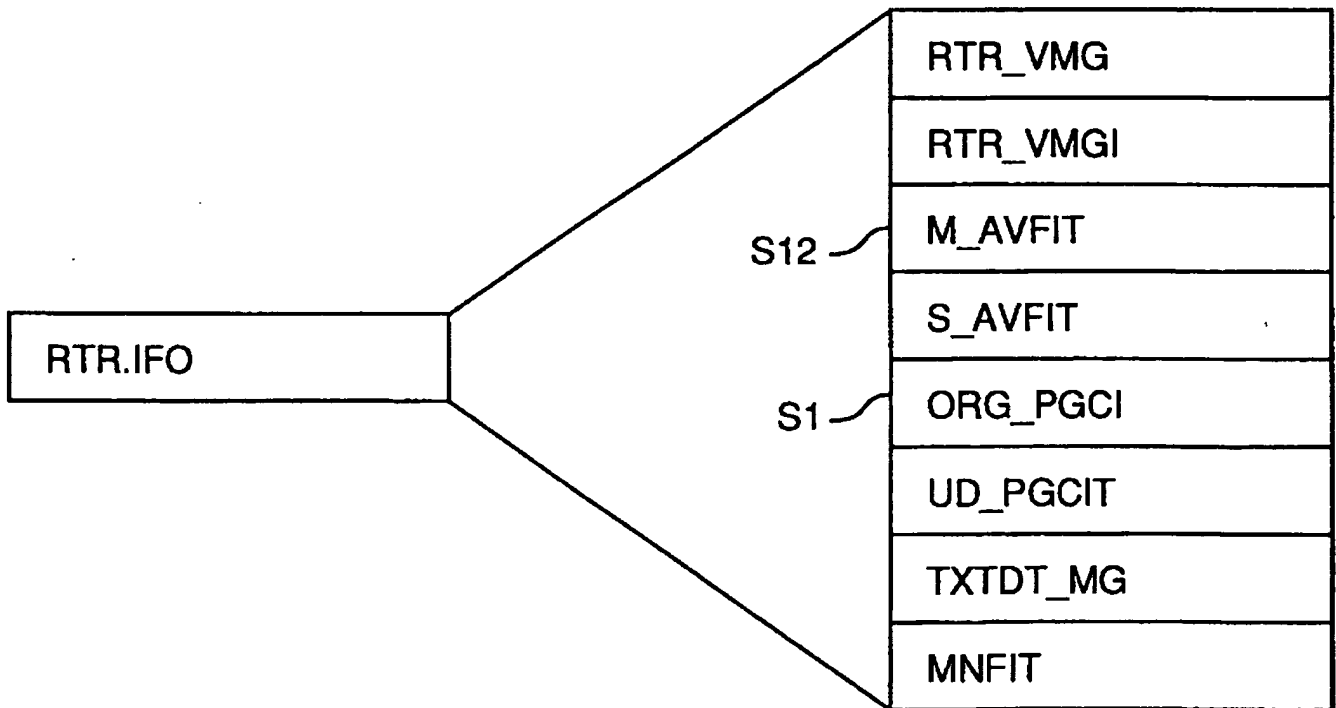 RTR.IFO
RTR_VMG
RTR_VMGI
S12
M_AVFIT
S_AVFIT
S1
ORG_PGCI
UD_PGCIT
TXTDT_MG
MNFIT